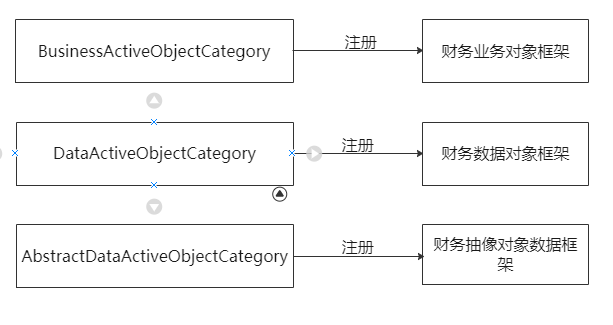 BusinessActiveObjectCategory
注册
财务业务对象框架
DataActiveObjectCategory
注册
财务数据对象框架
AbstractDataActiveObjectCategory
注册
财务抽像对象数据框
架